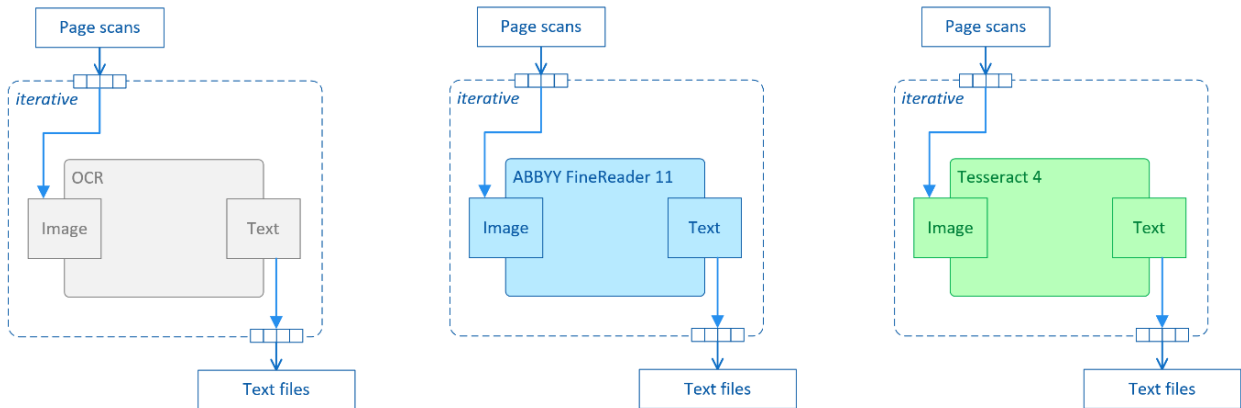 Page scans
iterative
OCR
Image
Text
Text files
Page scans
iterative
ABBYY FineReader 11
Image
Text
Text files
Page scans
iterative
Tesseract 4
Image
Text
Text files